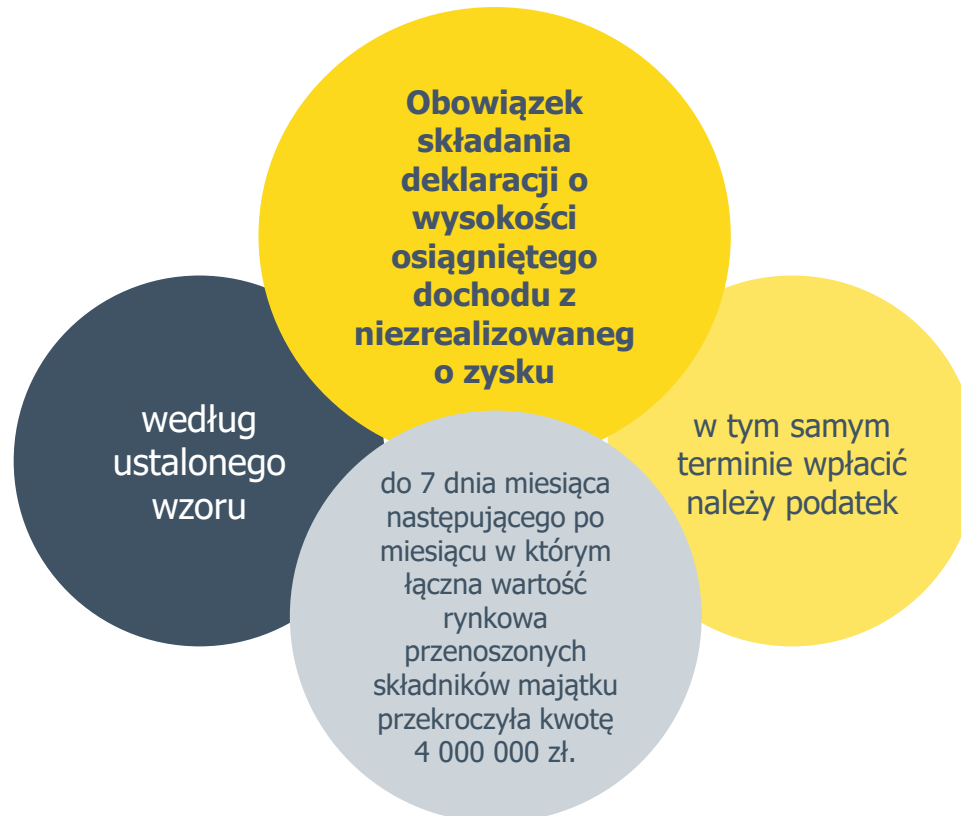 Obowiązek
składania
deklaracji o
wysokości
osiągniętego
dochodu z
niezrealizowaneg
o zysku
według
ustalonego
wzoru
do 7 dnia miesiąca
następującego po
miesiącu w którym
łączna wartość
rynkowa
przenoszonych
składników majątku
przekroczyła kwotę
4 000 000 zł.
w tym samym
terminie wpłacić
należy podatek